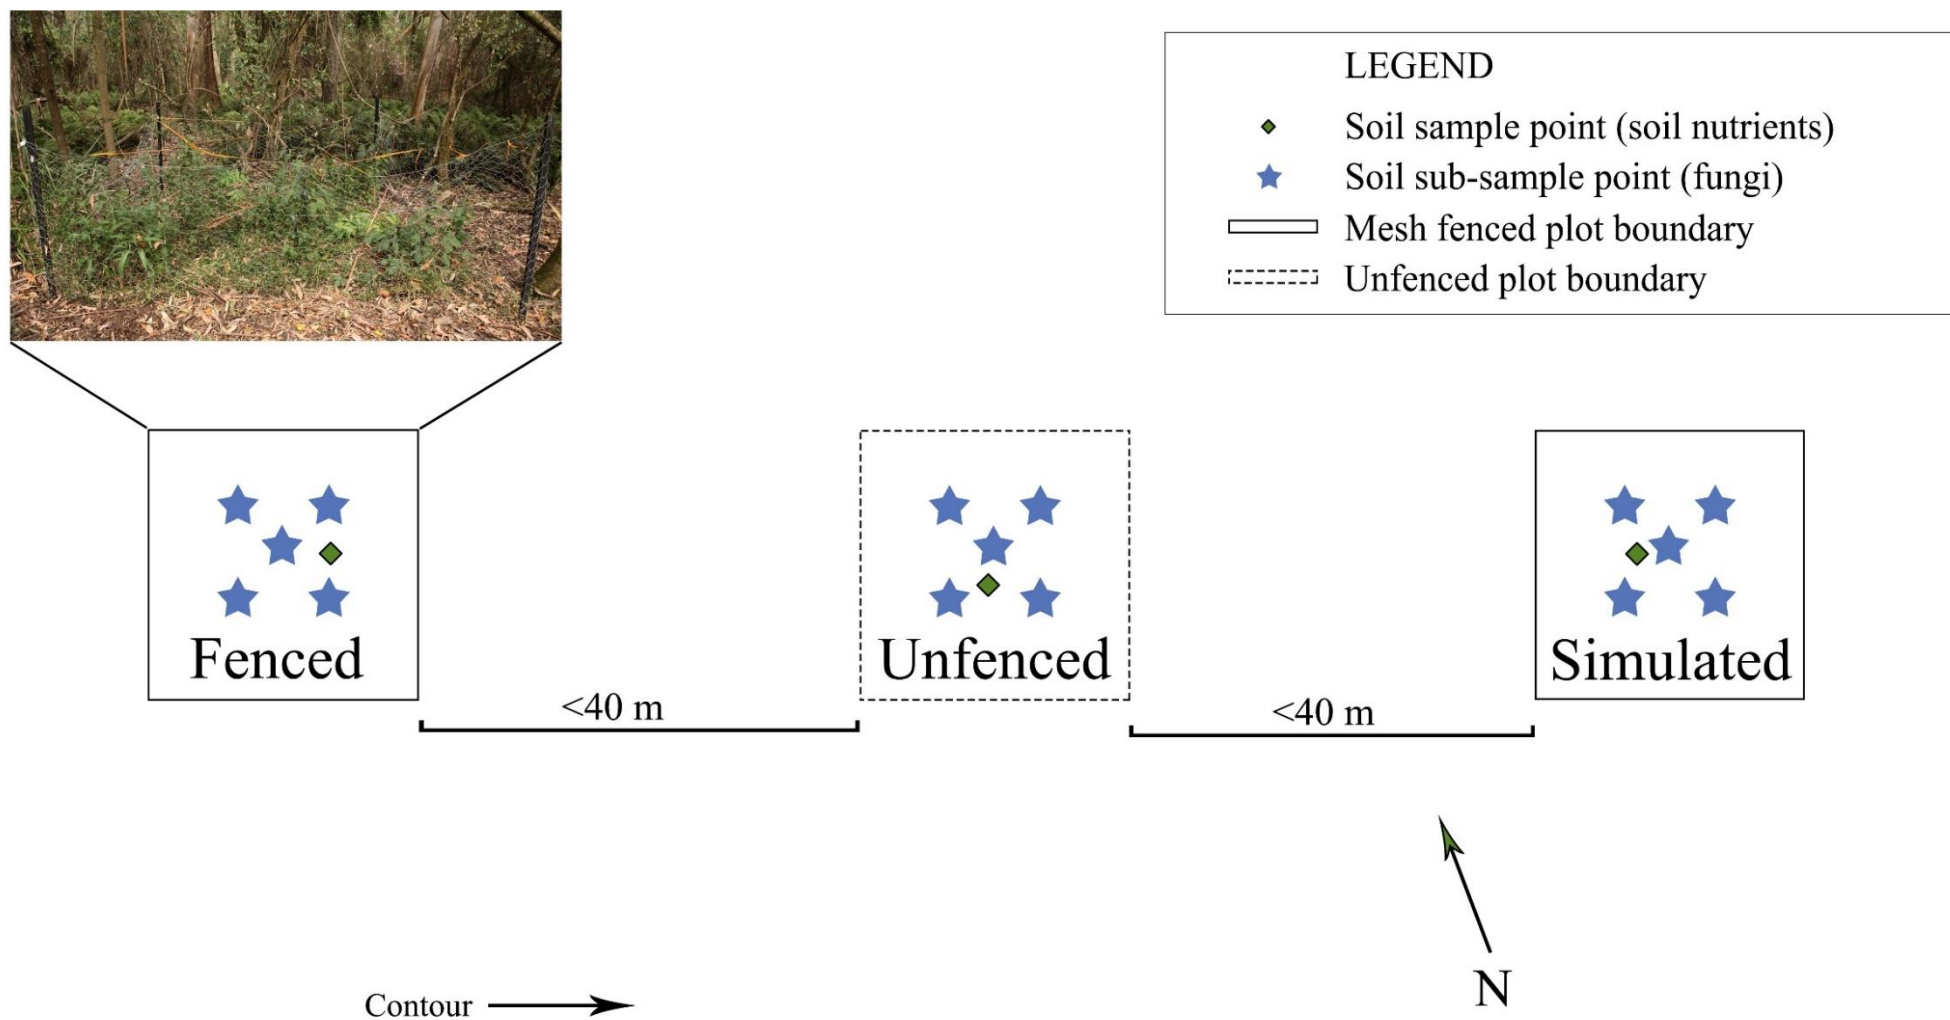 LEGEND
Soil sample point (soil nutrients)
Soil sub-sample point (fungi)
Mesh fenced plot boundary
Unfenced plot boundary
Fenced
Unfenced
Simulated
<40 m
<40 m
N
Contour